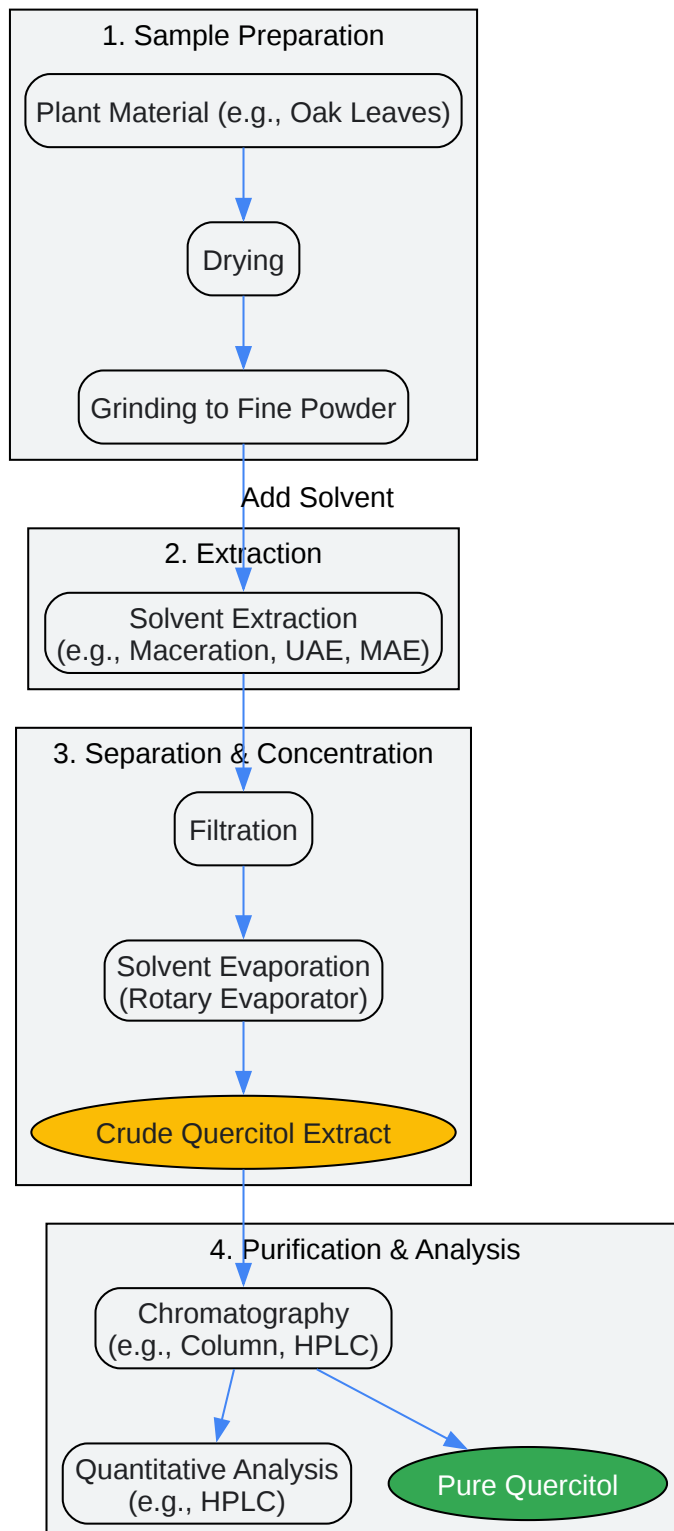 1. Sample Preparation
Plant Material (e.g., Oak Leaves)
Drying
Grinding to Fine Powder
Add Solvent
2. Extraction
Solvent Extraction
(e.g., Maceration, UAE, MAE)
3. Separation & Concentration
Filtration
Solvent Evaporation
(Rotary Evaporator)
Crude Quercitol Extract
4. Purification & Analysis
Chromatography
(e.g., Column, HPLC)
Quantitative Analysis
(e.g., HPLC)
Pure Quercitol